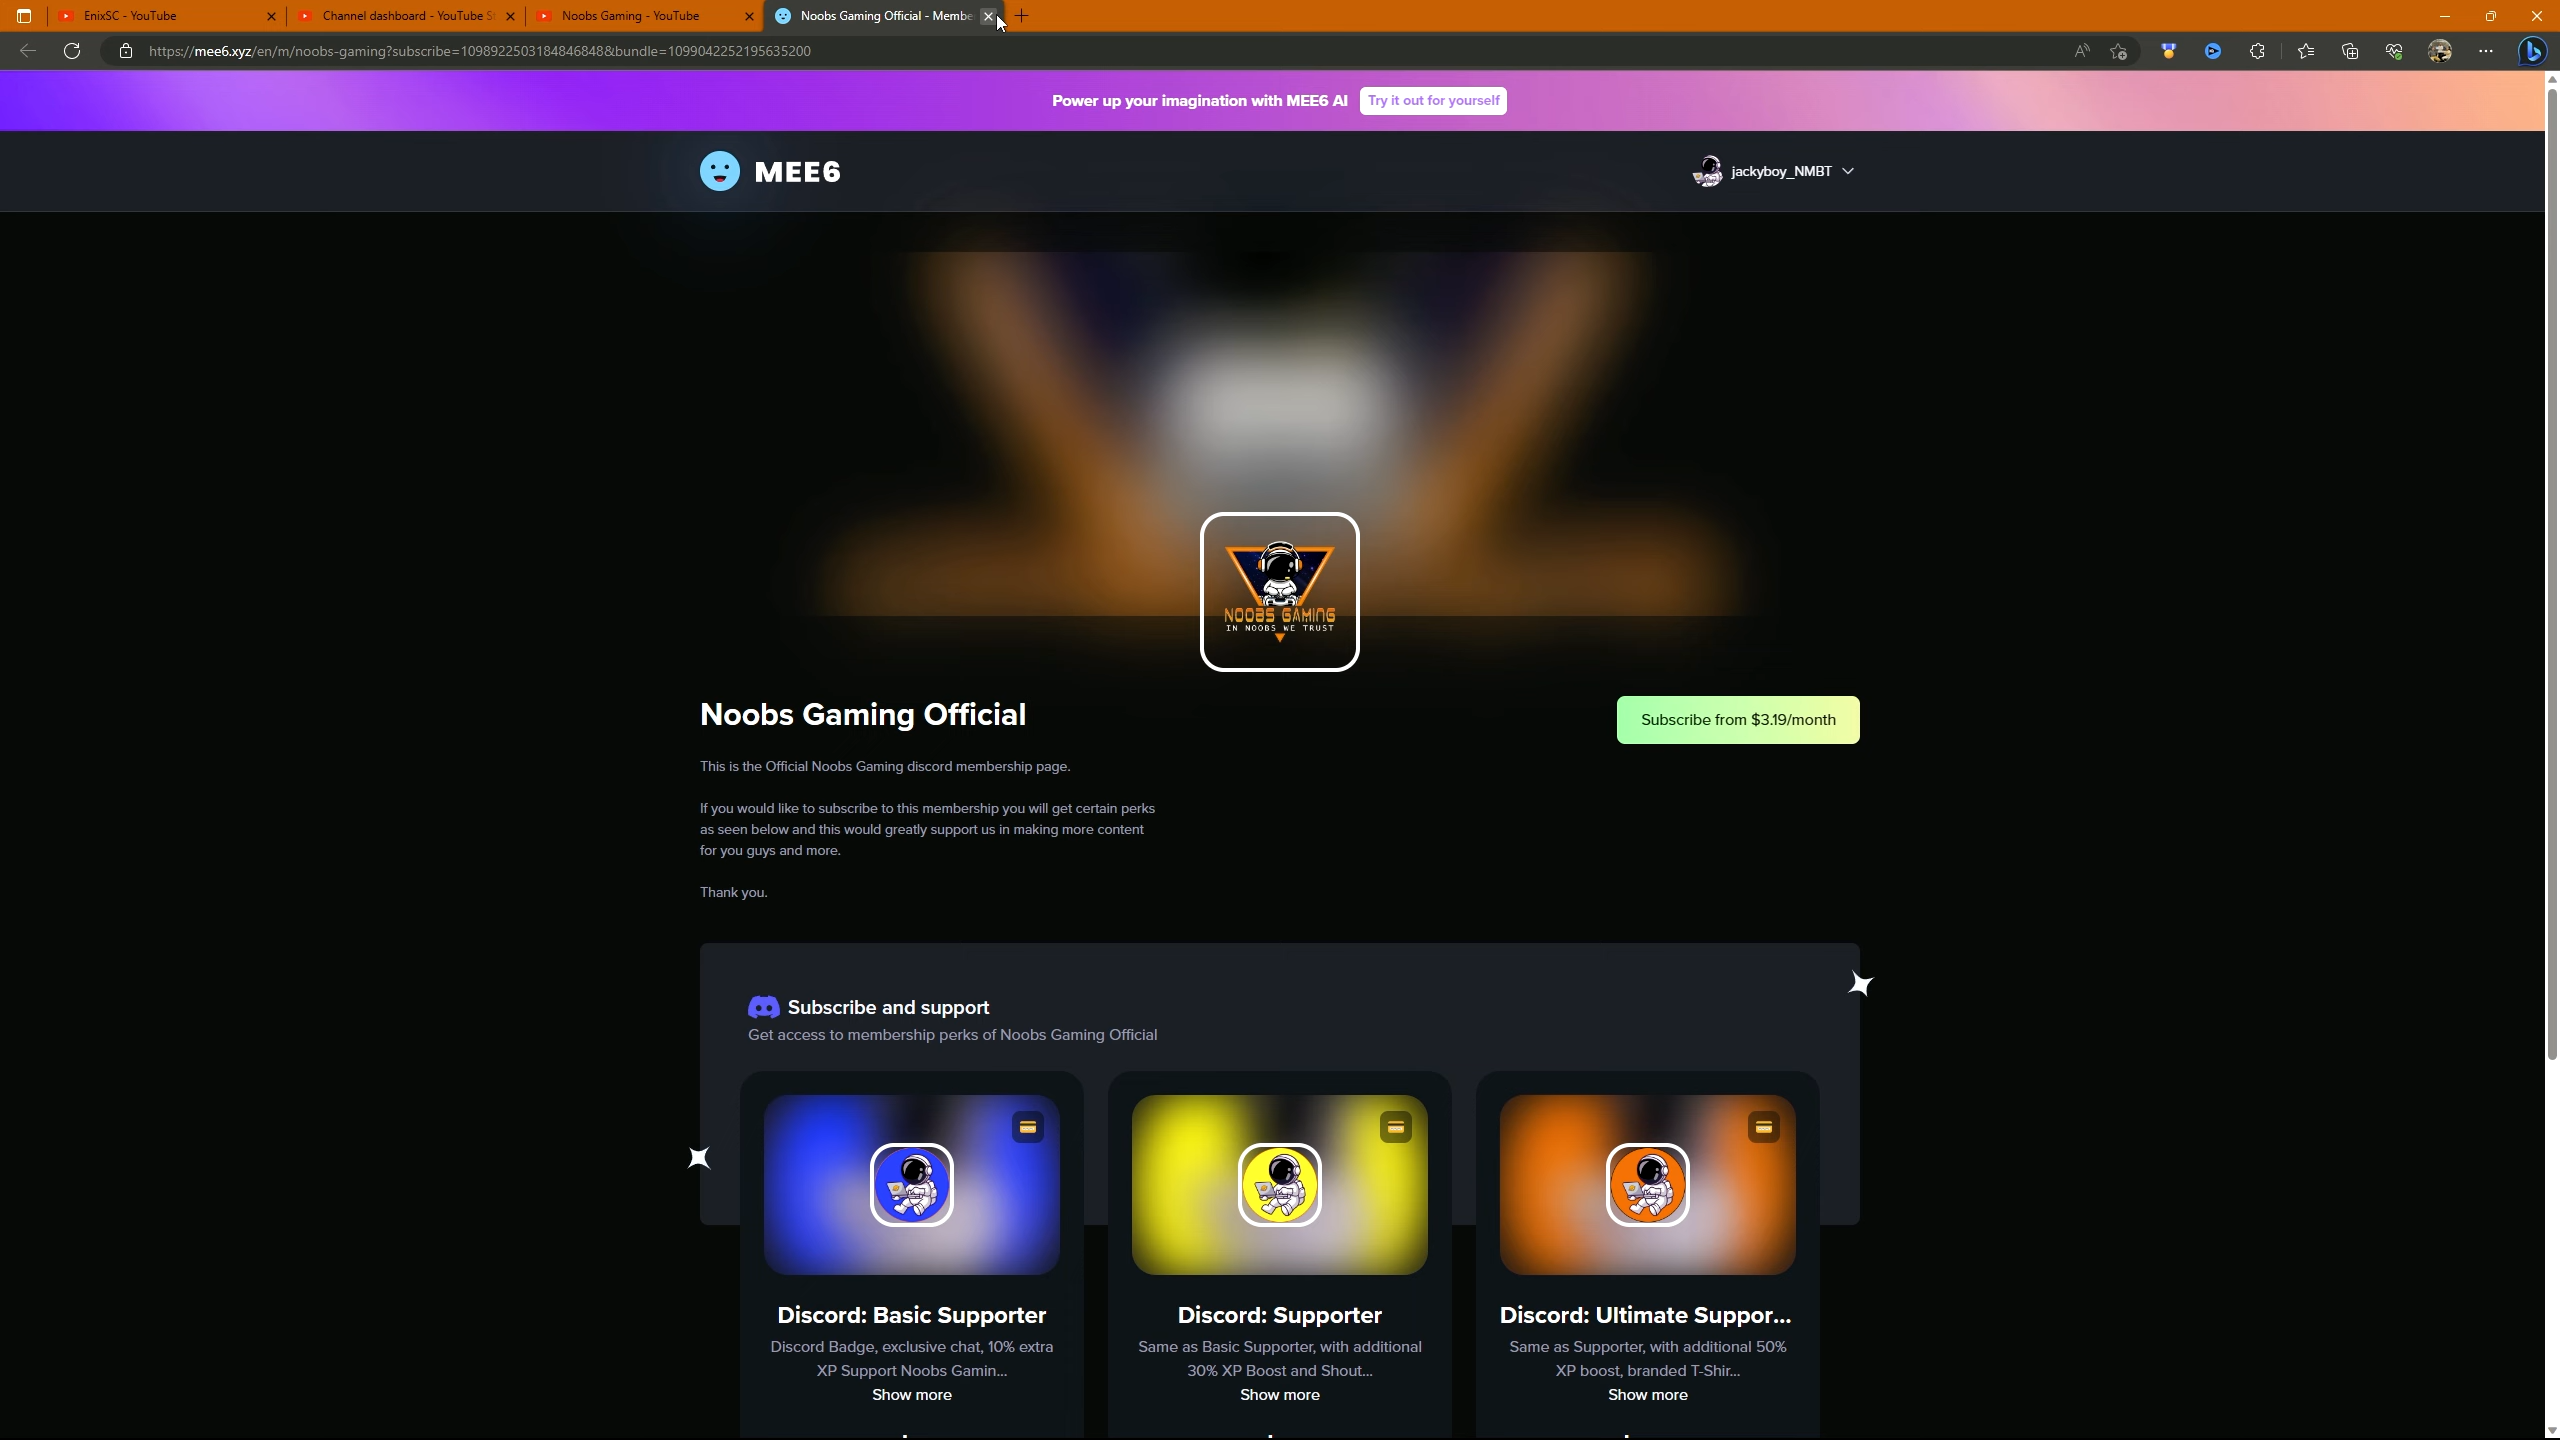 EnixSC - YouTube
Channel dashboard - YouTube St
Noobs Gaming - YouTube
Noobs Gaming Official - Membe
https://mee6.xyz/en/m/noobs-gaming?subscribe=1098922503184846848&bundle=1099042252195635200
Power up your imagination with MEE6 AI
Try it out for yourself
MEE6
jackyboy_NMBT
NOOBS GAMING
IN NOOBS WE TRUST
Noobs Gaming Official
Subscribe from $3.19/month
This is the Official Noobs Gaming discord membership page.
If you would like to subscribe to this membership you will get certain perks
as seen below and this would greatly support us in making more content
for you guys and more.
Thank you.
Subscribe and support
Get access to membership perks of Noobs Gaming Official
Discord: Basic Supporter
Discord Badge, exclusive chat, 10% extra
XP Support Noobs Gamin...
Show more
Discord: Supporter
Same as Basic Supporter, with additional
30% XP Boost and Shout...
Show more
Discord: Ultimate Suppor...
Same as Supporter, with additional 50%
XP boost, branded T-Shir...
Show more